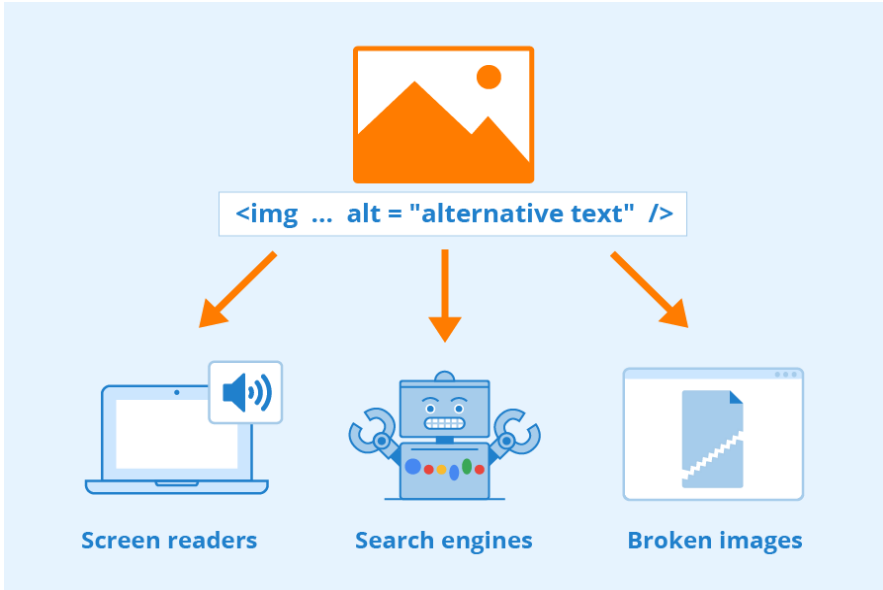 <img ... alt = "alternative text" />
Screen readers
Search engines
Broken images